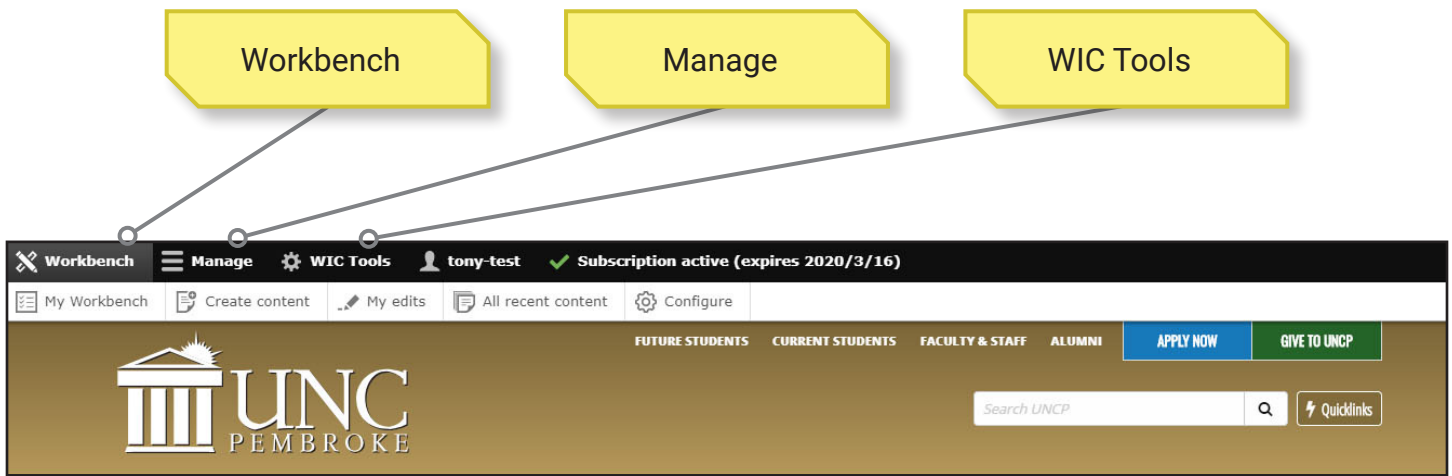 Workbench Manage WIC Tools
Workbench Manage WIC Tools tony-test Subscription active (expires 2020/3/16)
My Workbench Create content My edits All recent content Configure
FUTURE STUDENTS CURRENT STUDENTS FACULTY & STAFF ALUMNI APPLY NOW GIVE TO UNCP
UNC
PEMBROKE
Search UNCP Quicklinks